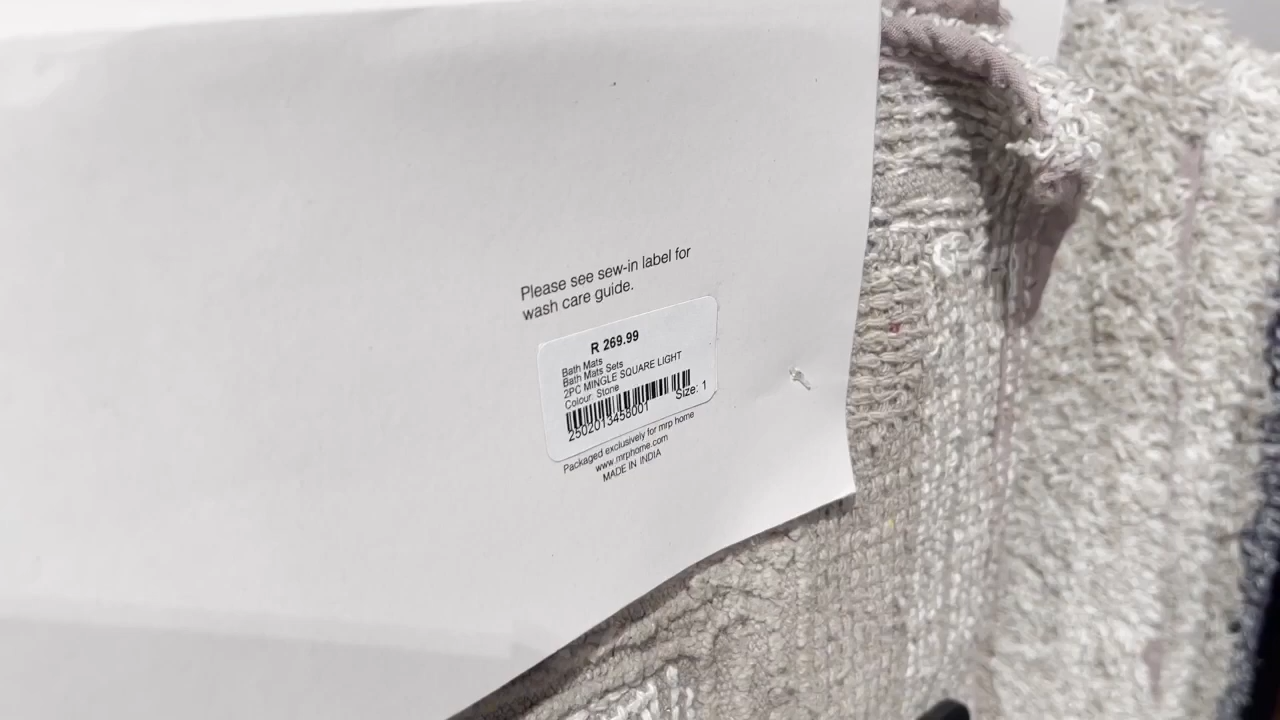 Please see sew-in label for
wash care guide.
R 269.99
Bath Mats
Bath Mats Sets
2PC MINGLE SQUARE LIGHT
Colour: Stone
Size: 1
2502013458001
Packaged exclusively for mrp home
www.mrphome.com
MADE IN INDIA